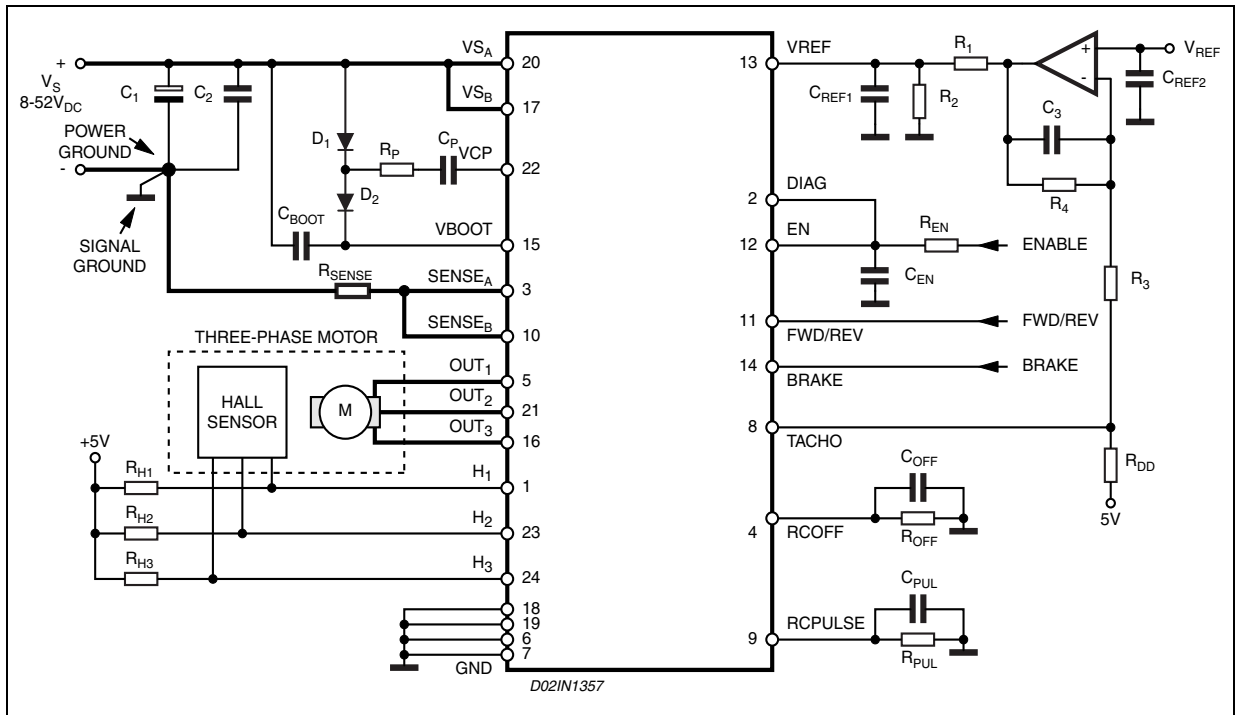 +
V_S
8-52V_DC
-
POWER
GROUND
SIGNAL
GROUND
C_1
C_2
D_1
D_2
R_P
C_P
C_BOOT
R_SENSE
VS_A
20
VS_B
17
VCP
22
VBOOT
15
SENSE_A
3
SENSE_B
10
THREE-PHASE MOTOR
HALL
SENSOR
M
OUT_1
5
OUT_2
21
OUT_3
16
+5V
R_H1
H_1
1
R_H2
H_2
23
R_H3
H_3
24
18
19
6
7
GND
13
VREF
R_1
+
-
V_REF
C_REF1
R_2
C_REF2
C_3
R_4
2
DIAG
12
EN
R_EN
ENABLE
C_EN
R_3
11
FWD/REV
FWD/REV
14
BRAKE
BRAKE
8
TACHO
R_DD
5V
C_OFF
4
RCOFF
R_OFF
C_PUL
9
RCPULSE
R_PUL
D02IN1357